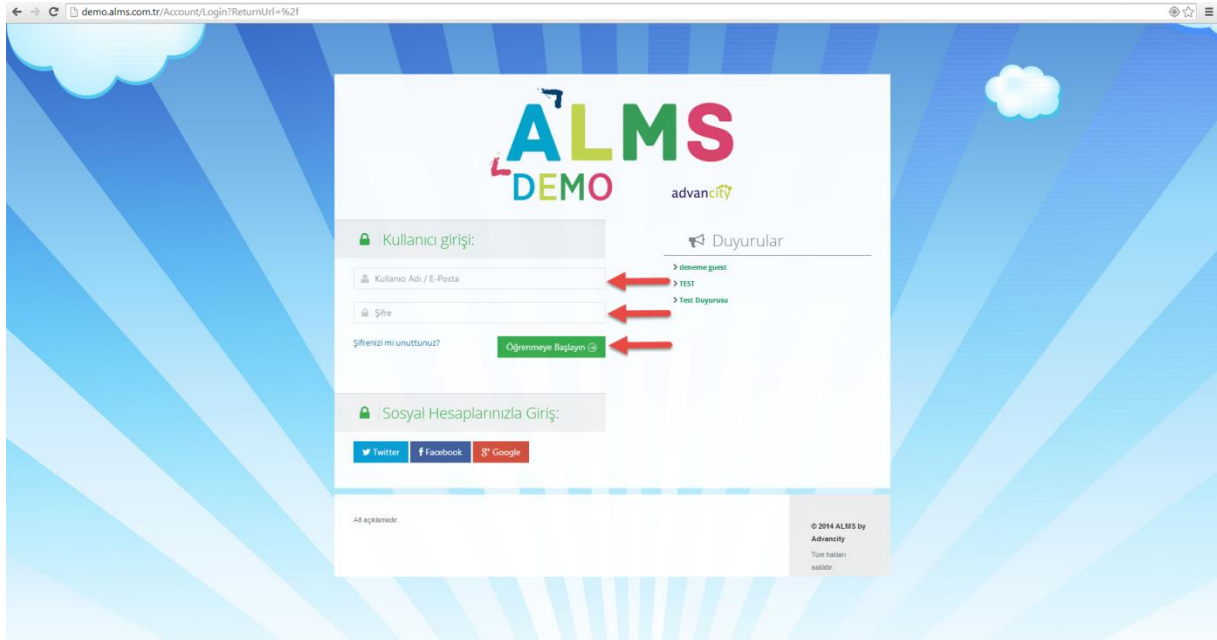 demo.alms.com.tr/Account/Login?ReturnUrl=%2f
ALMS
DEMO
advancity
Kullanıcı girişi:
Kullanıcı Adı / E-Posta
Şifre
Şifrenizi mi unuttunuz?
Öğrenmeye Başlayın
Duyurular
deneme guest
TEST
Test Duyurusu
Sosyal Hesaplarınızla Giriş:
Twitter
Facebook
Google
Alt açıklamadır.
© 2014 ALMS by
Advancity
Tüm hakları
saklıdır.